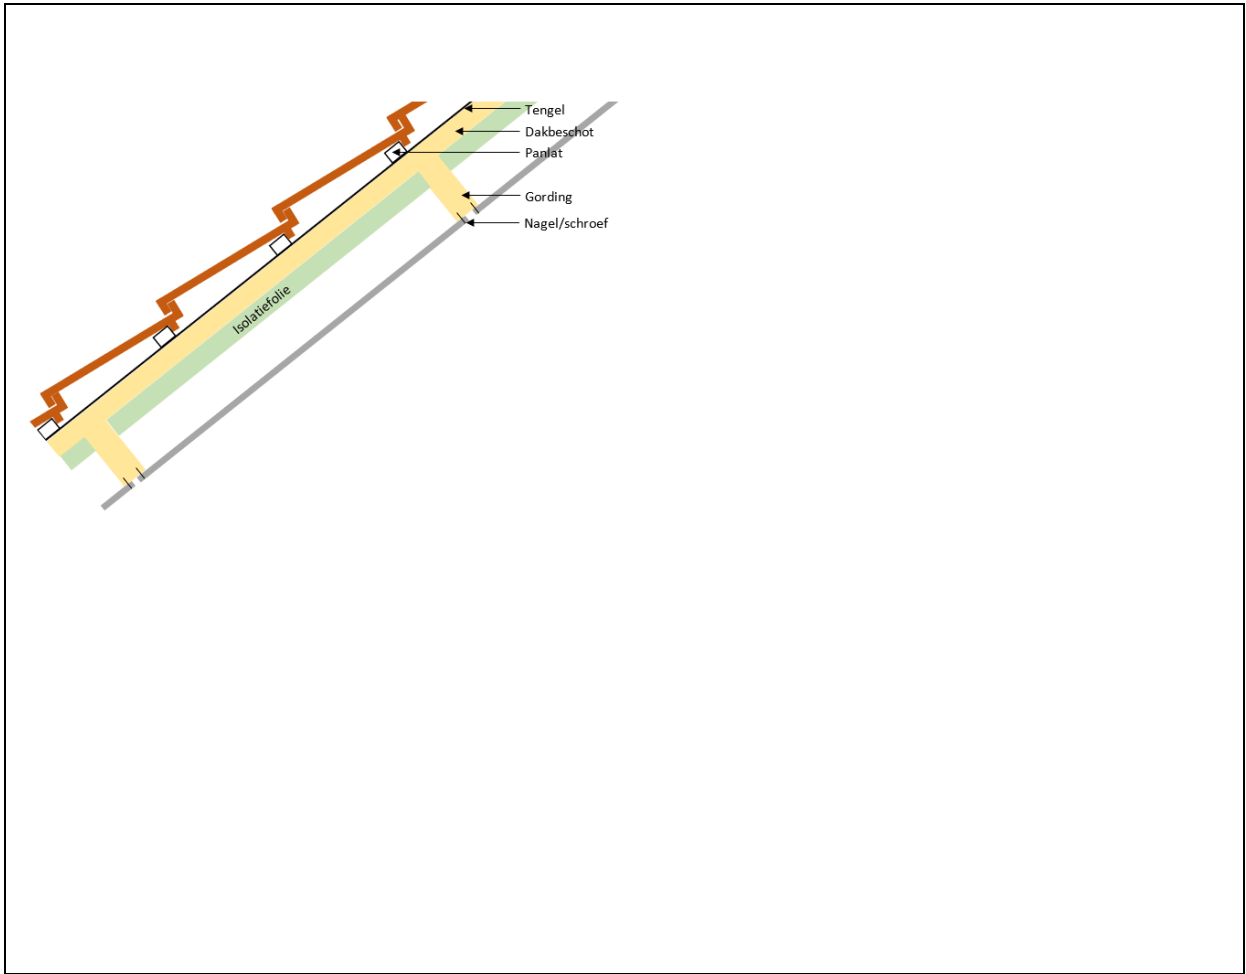 Tengel
Dakbeschot
Panlat
Gording
Nagel/schroef
Isolatiefolie